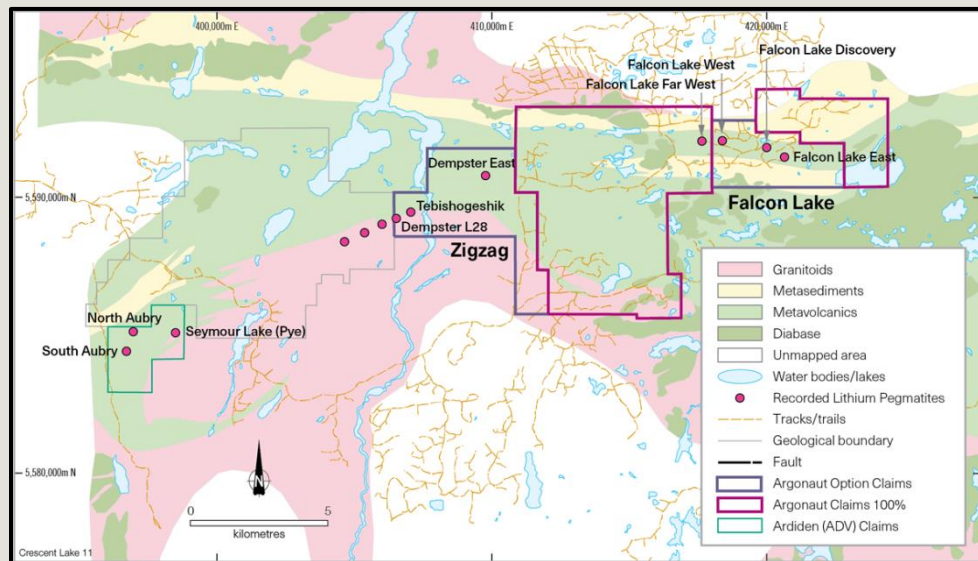 400,000m E
410,000m E
420,000m E
Falcon Lake Discovery
Falcon Lake West
Falcon Lake Far West
Dempster East
Falcon Lake East
5,590,000m N
Tebishogeshik
Falcon Lake
Dempster L28
Zigzag
North Aubry
Seymour Lake (Pye)
South Aubry
5,580,000m N
N
0
5
kilometres
Crescent Lake 11
Granitoids
Metasediments
Metavolcanics
Diabase
Unmapped area
Water bodies/lakes
Recorded Lithium Pegmatites
Tracks/trails
Geological boundary
Fault
Argonaut Option Claims
Argonaut Claims 100%
Ardiden (ADV) Claims